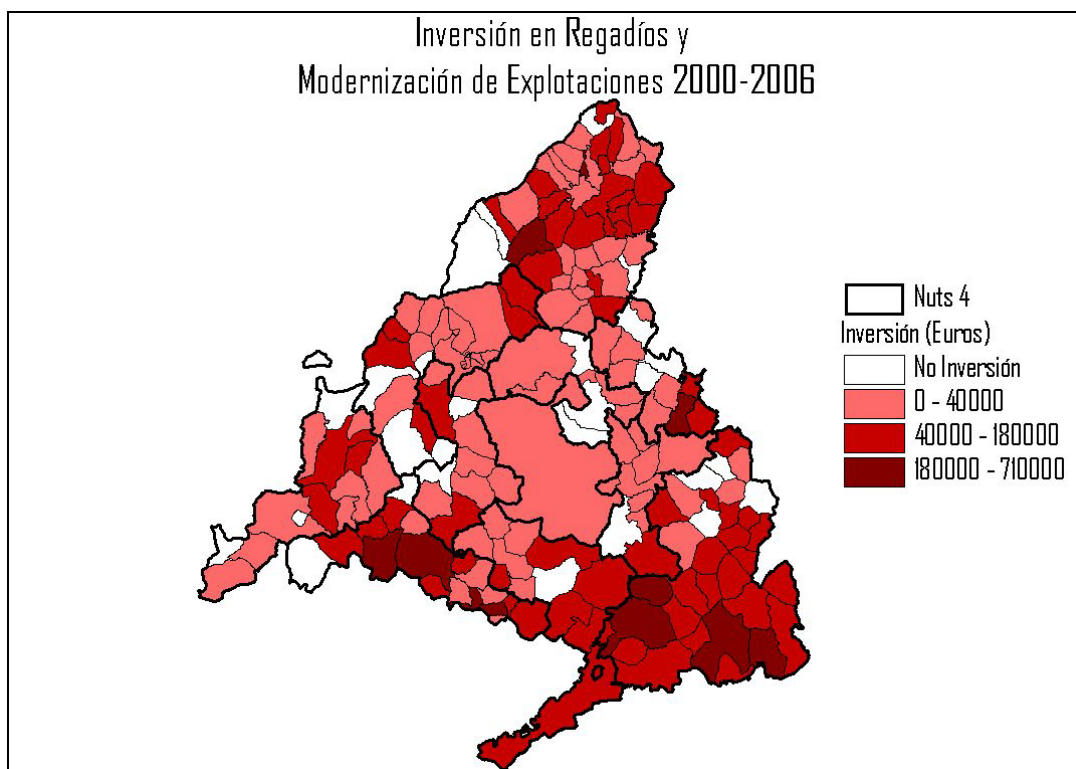 Inversión en Regadíos y
Modernización de Explotaciones 2000-2006
Nuts 4
Inversión (Euros)
No Inversión
0 - 40000
40000 - 180000
180000 - 710000